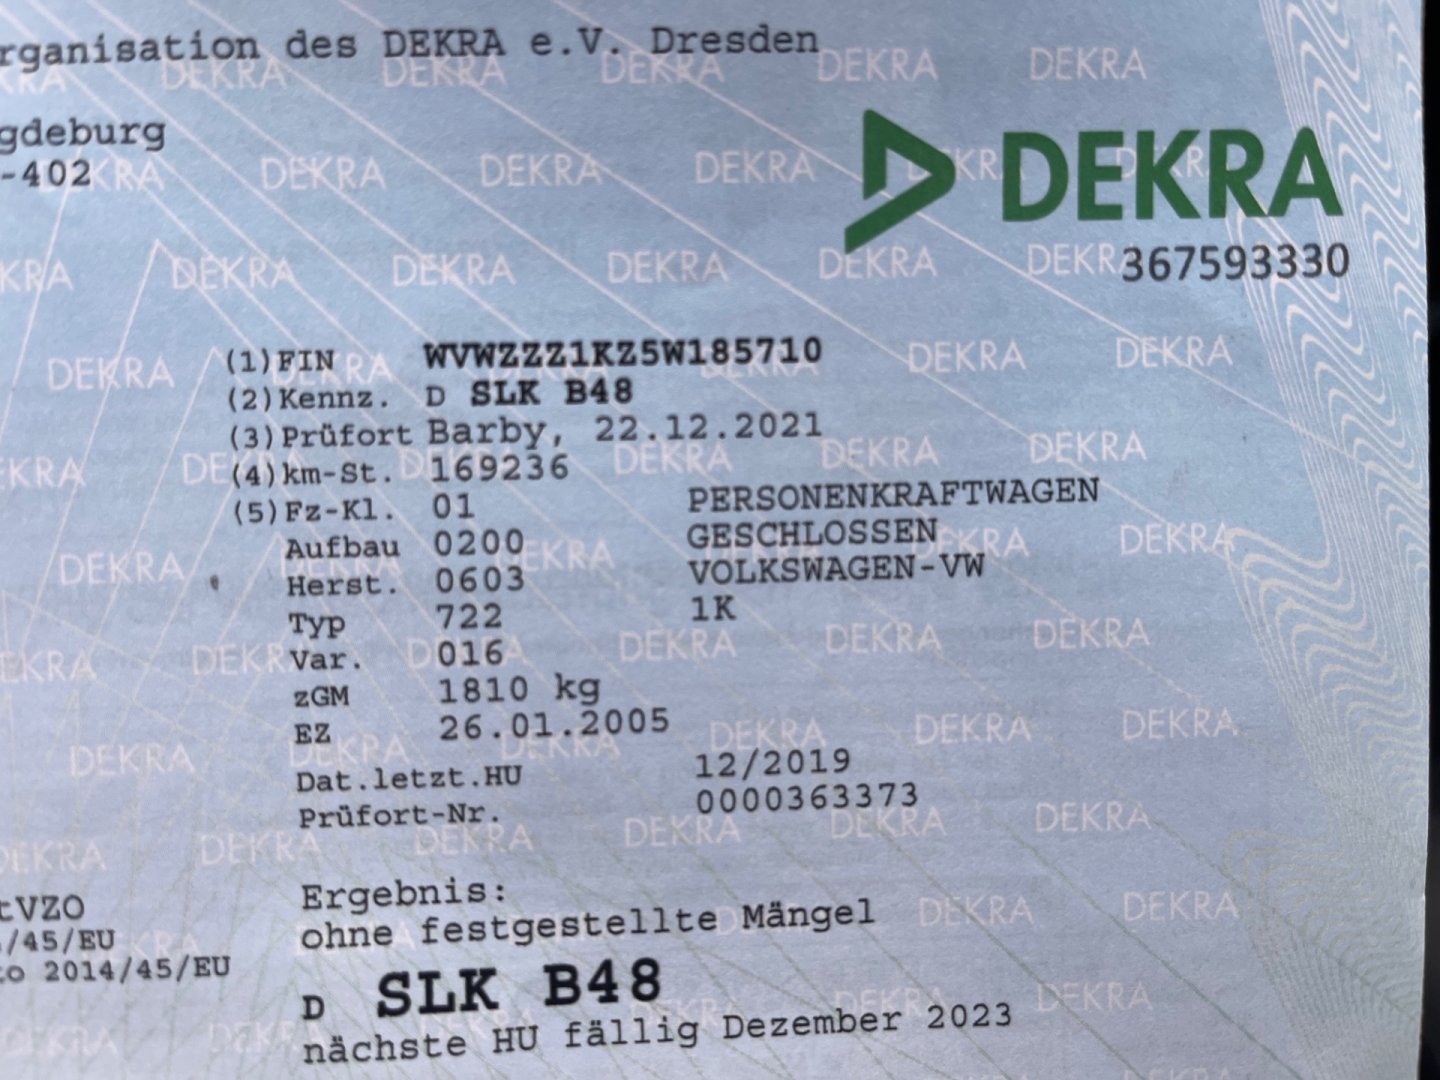 rganisation des DEKRA e.V. Dresden
gdeburg
-402
DEKRA
367593330
(1)FIN WVWZZZ1KZ5W185710
(2)Kennz. D SLK B48
(3)Prüfort Barby, 22.12.2021
(4)km-St. 169236
(5)Fz-Kl. 01 PERSONENKRAFTWAGEN
Aufbau 0200 GESCHLOSSEN
Herst. 0603 VOLKSWAGEN-VW
Typ 722 1K
Var. 016
zGM 1810 kg
EZ 26.01.2005
Dat.letzt.HU 12/2019
Prüfort-Nr. 0000363373
Ergebnis:
tVZO
ohne festgestellte Mängel
/45/EU
to 2014/45/EU
D SLK B48
nächste HU fällig Dezember 2023